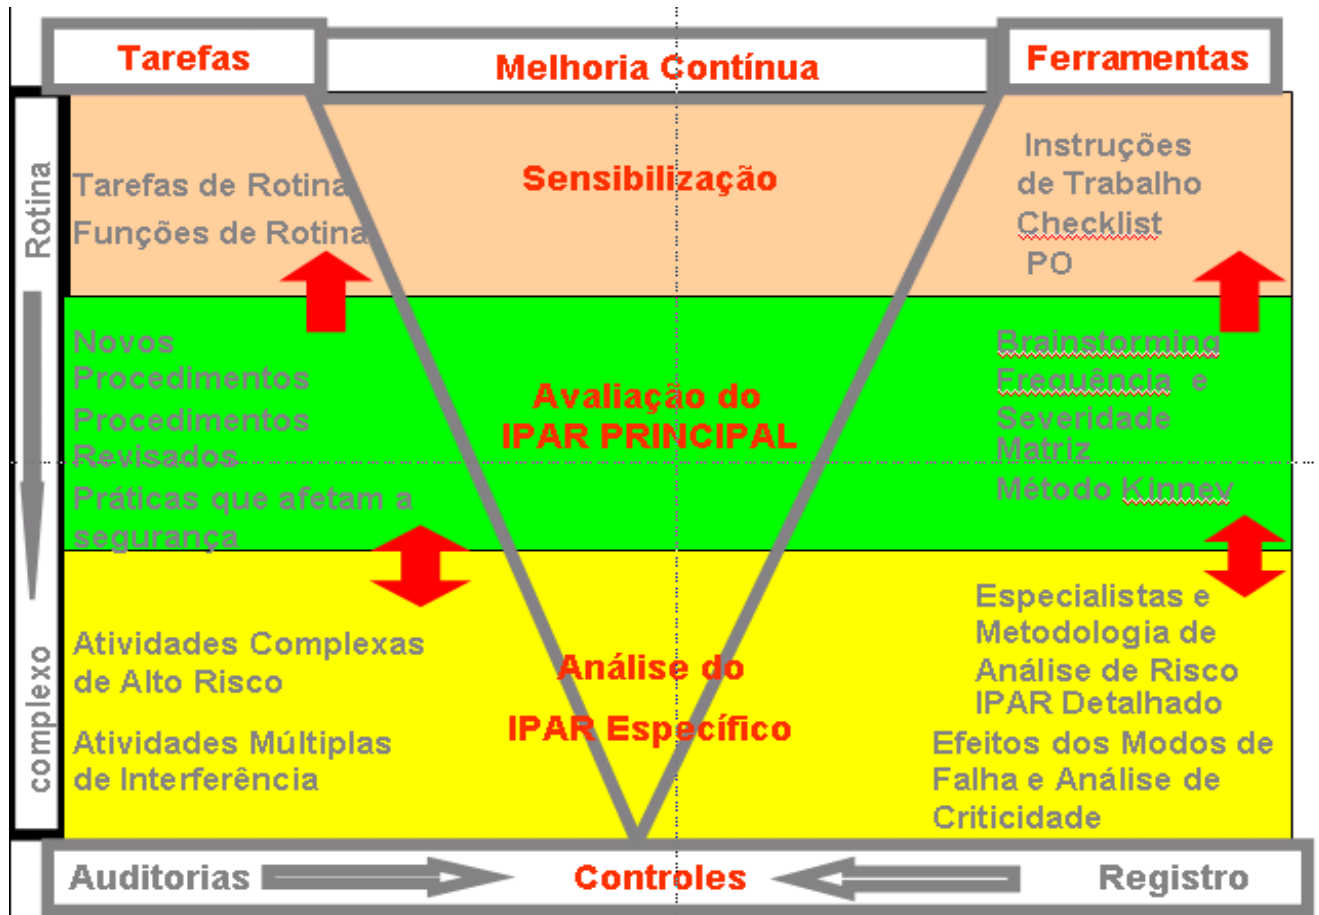 Tarefas
Melhoria Contínua
Ferramentas
Rotina
complexo
Tarefas de Rotina
Funções de Rotina
Sensibilização
Instruções
de Trabalho
Checklist
PO
Novos
Procedimentos
Procedimentos
Revisados
Práticas que afetam a
segurança
Avaliação do
IPAR PRINCIPAL
Brainstorming
Frequência e
Severidade
Matriz
Método Kinney
Atividades Complexas
de Alto Risco
Atividades Múltiplas
de Interferência
Análise do
IPAR Específico
Especialistas e
Metodologia de
Análise de Risco
IPAR Detalhado
Efeitos dos Modos de
Falha e Análise de
Criticidade
Auditorias
Controles
Registro